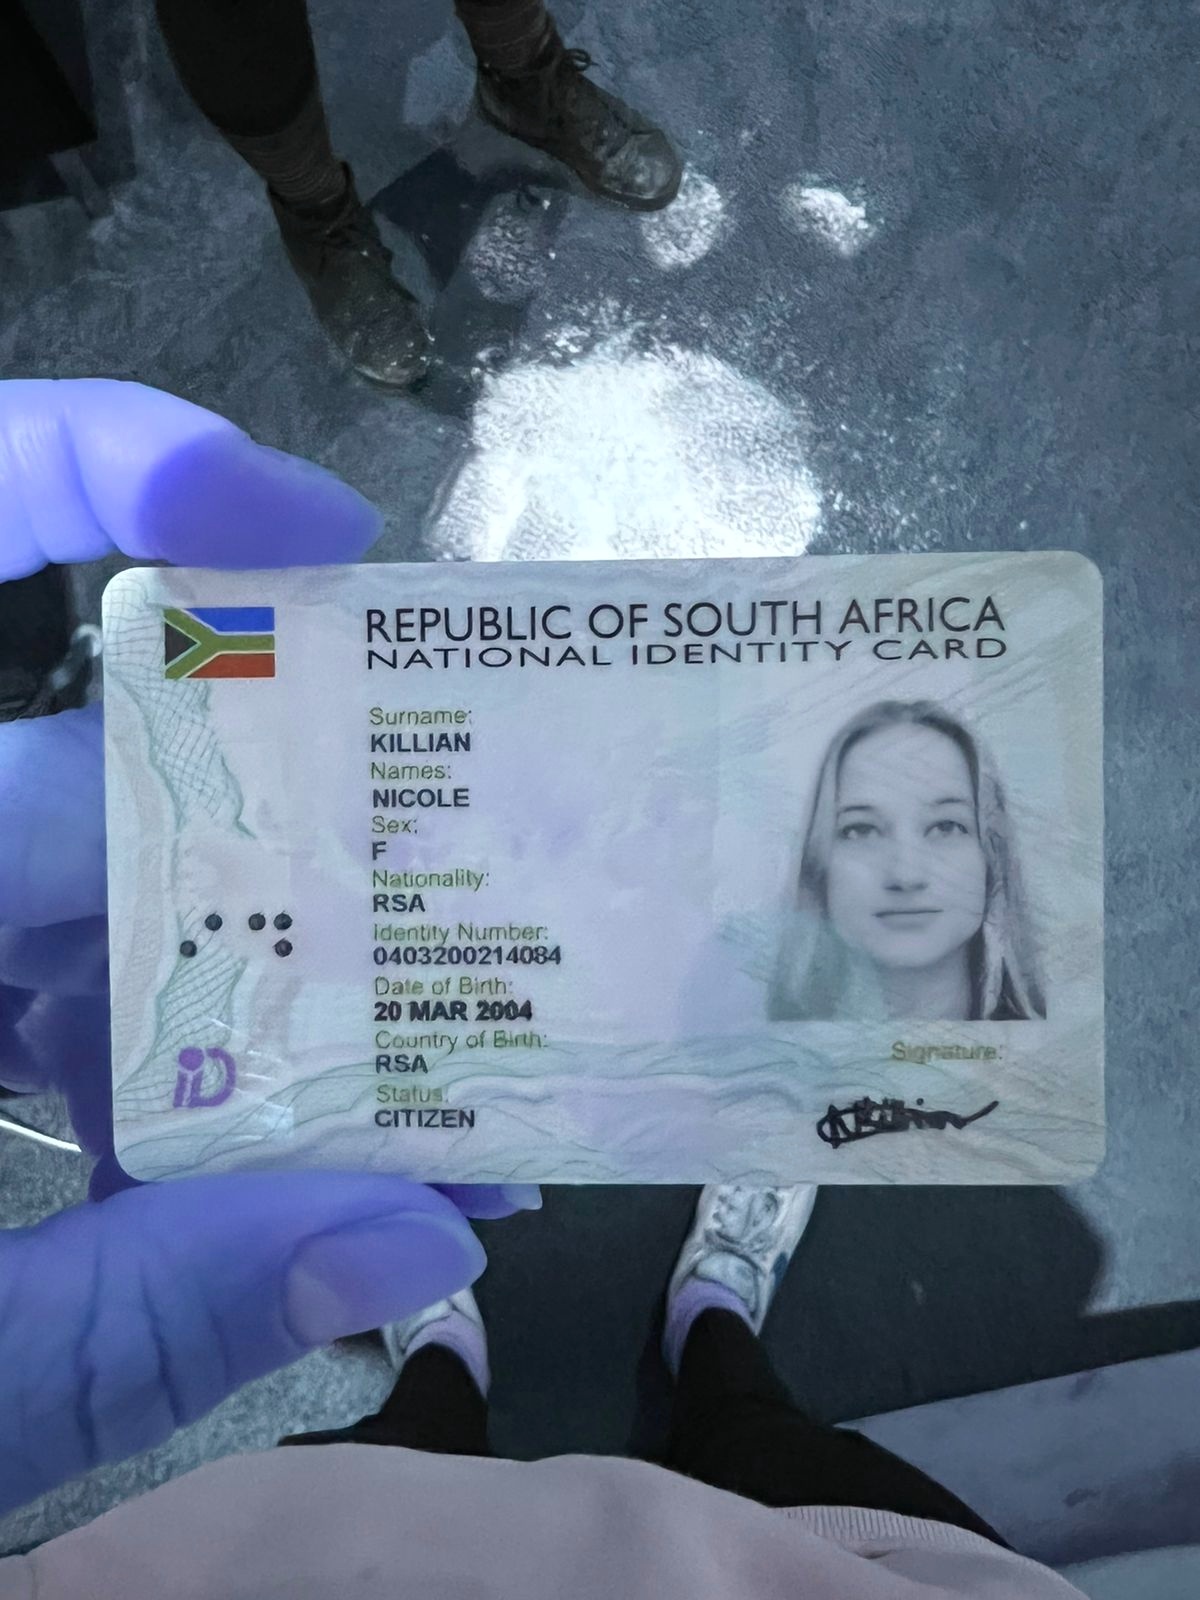 REPUBLIC OF SOUTH AFRICA
NATIONAL IDENTITY CARD
Surname:
KILLIAN
Names:
NICOLE
Sex:
F
Nationality:
RSA
Identity Number:
0403200214084
Date of Birth:
20 MAR 2004
Country of Birth:
RSA
Status:
CITIZEN
Signature:
iD